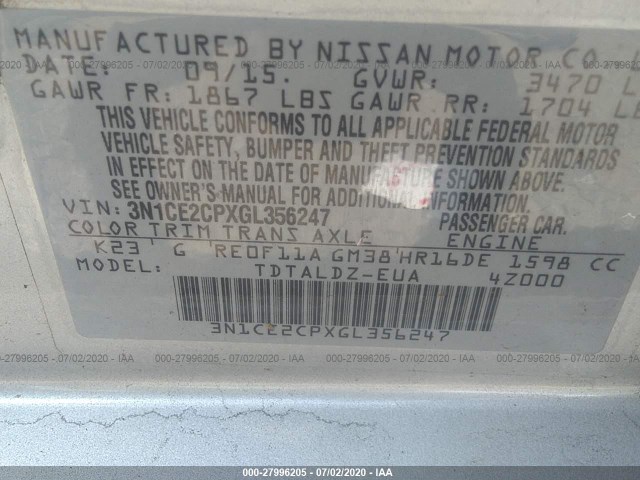 MANUFACTURED BY NISSAN MOTOR CO.
DATE: 09/15. GVWR: 3470 L
GAWR FR: 1867 LBS GAWR RR: 1704 LB
THIS VEHICLE CONFORMS TO ALL APPLICABLE FEDERAL MOTOR
VEHICLE SAFETY, BUMPER AND THEFT PREVENTION STANDARDS
IN EFFECT ON THE DATE OF MANUFACTURE SHOWN ABOVE.
SEE OWNER'S MANUAL FOR ADDITIONAL INFORMATION.
VIN: 3N1CE2CPXGL356247 PASSENGER CAR.
COLOR TRIM TRANS AXLE ENGINE
K23 G RE0F11A GM38 HR16DE 1598 CC
TDTALDZ-EUA 4Z000
3N1CE2CPXGL356247
000-27996205 - 07/02/2020 - IAA